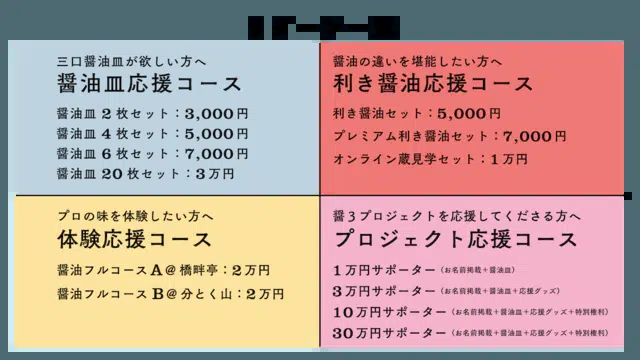 三口醤油皿が欲しい方へ
醤油皿応援コース
醤油皿 2 枚セット：3,000円
醤油皿 4 枚セット：5,000円
醤油皿 6 枚セット：7,000円
醤油皿 20 枚セット：3万円
醤油の違いを堪能したい方へ
利き醤油応援コース
利き醤油セット：5,000円
プレミアム利き醤油セット：7,000円
オンライン蔵見学セット：1万円
プロの味を体験したい方へ
体験応援コース
醤油フルコースA@橋畔亭：2万円
醤油フルコースB@分とく山：2万円
醤3プロジェクトを応援してくださる方へ
プロジェクト応援コース
1万円サポーター（お名前掲載＋醤油皿）
3万円サポーター（お名前掲載＋醤油皿＋応援グッズ）
10万円サポーター（お名前掲載＋醤油皿＋応援グッズ＋特別権利）
30万円サポーター（お名前掲載＋醤油皿＋応援グッズ＋特別権利）